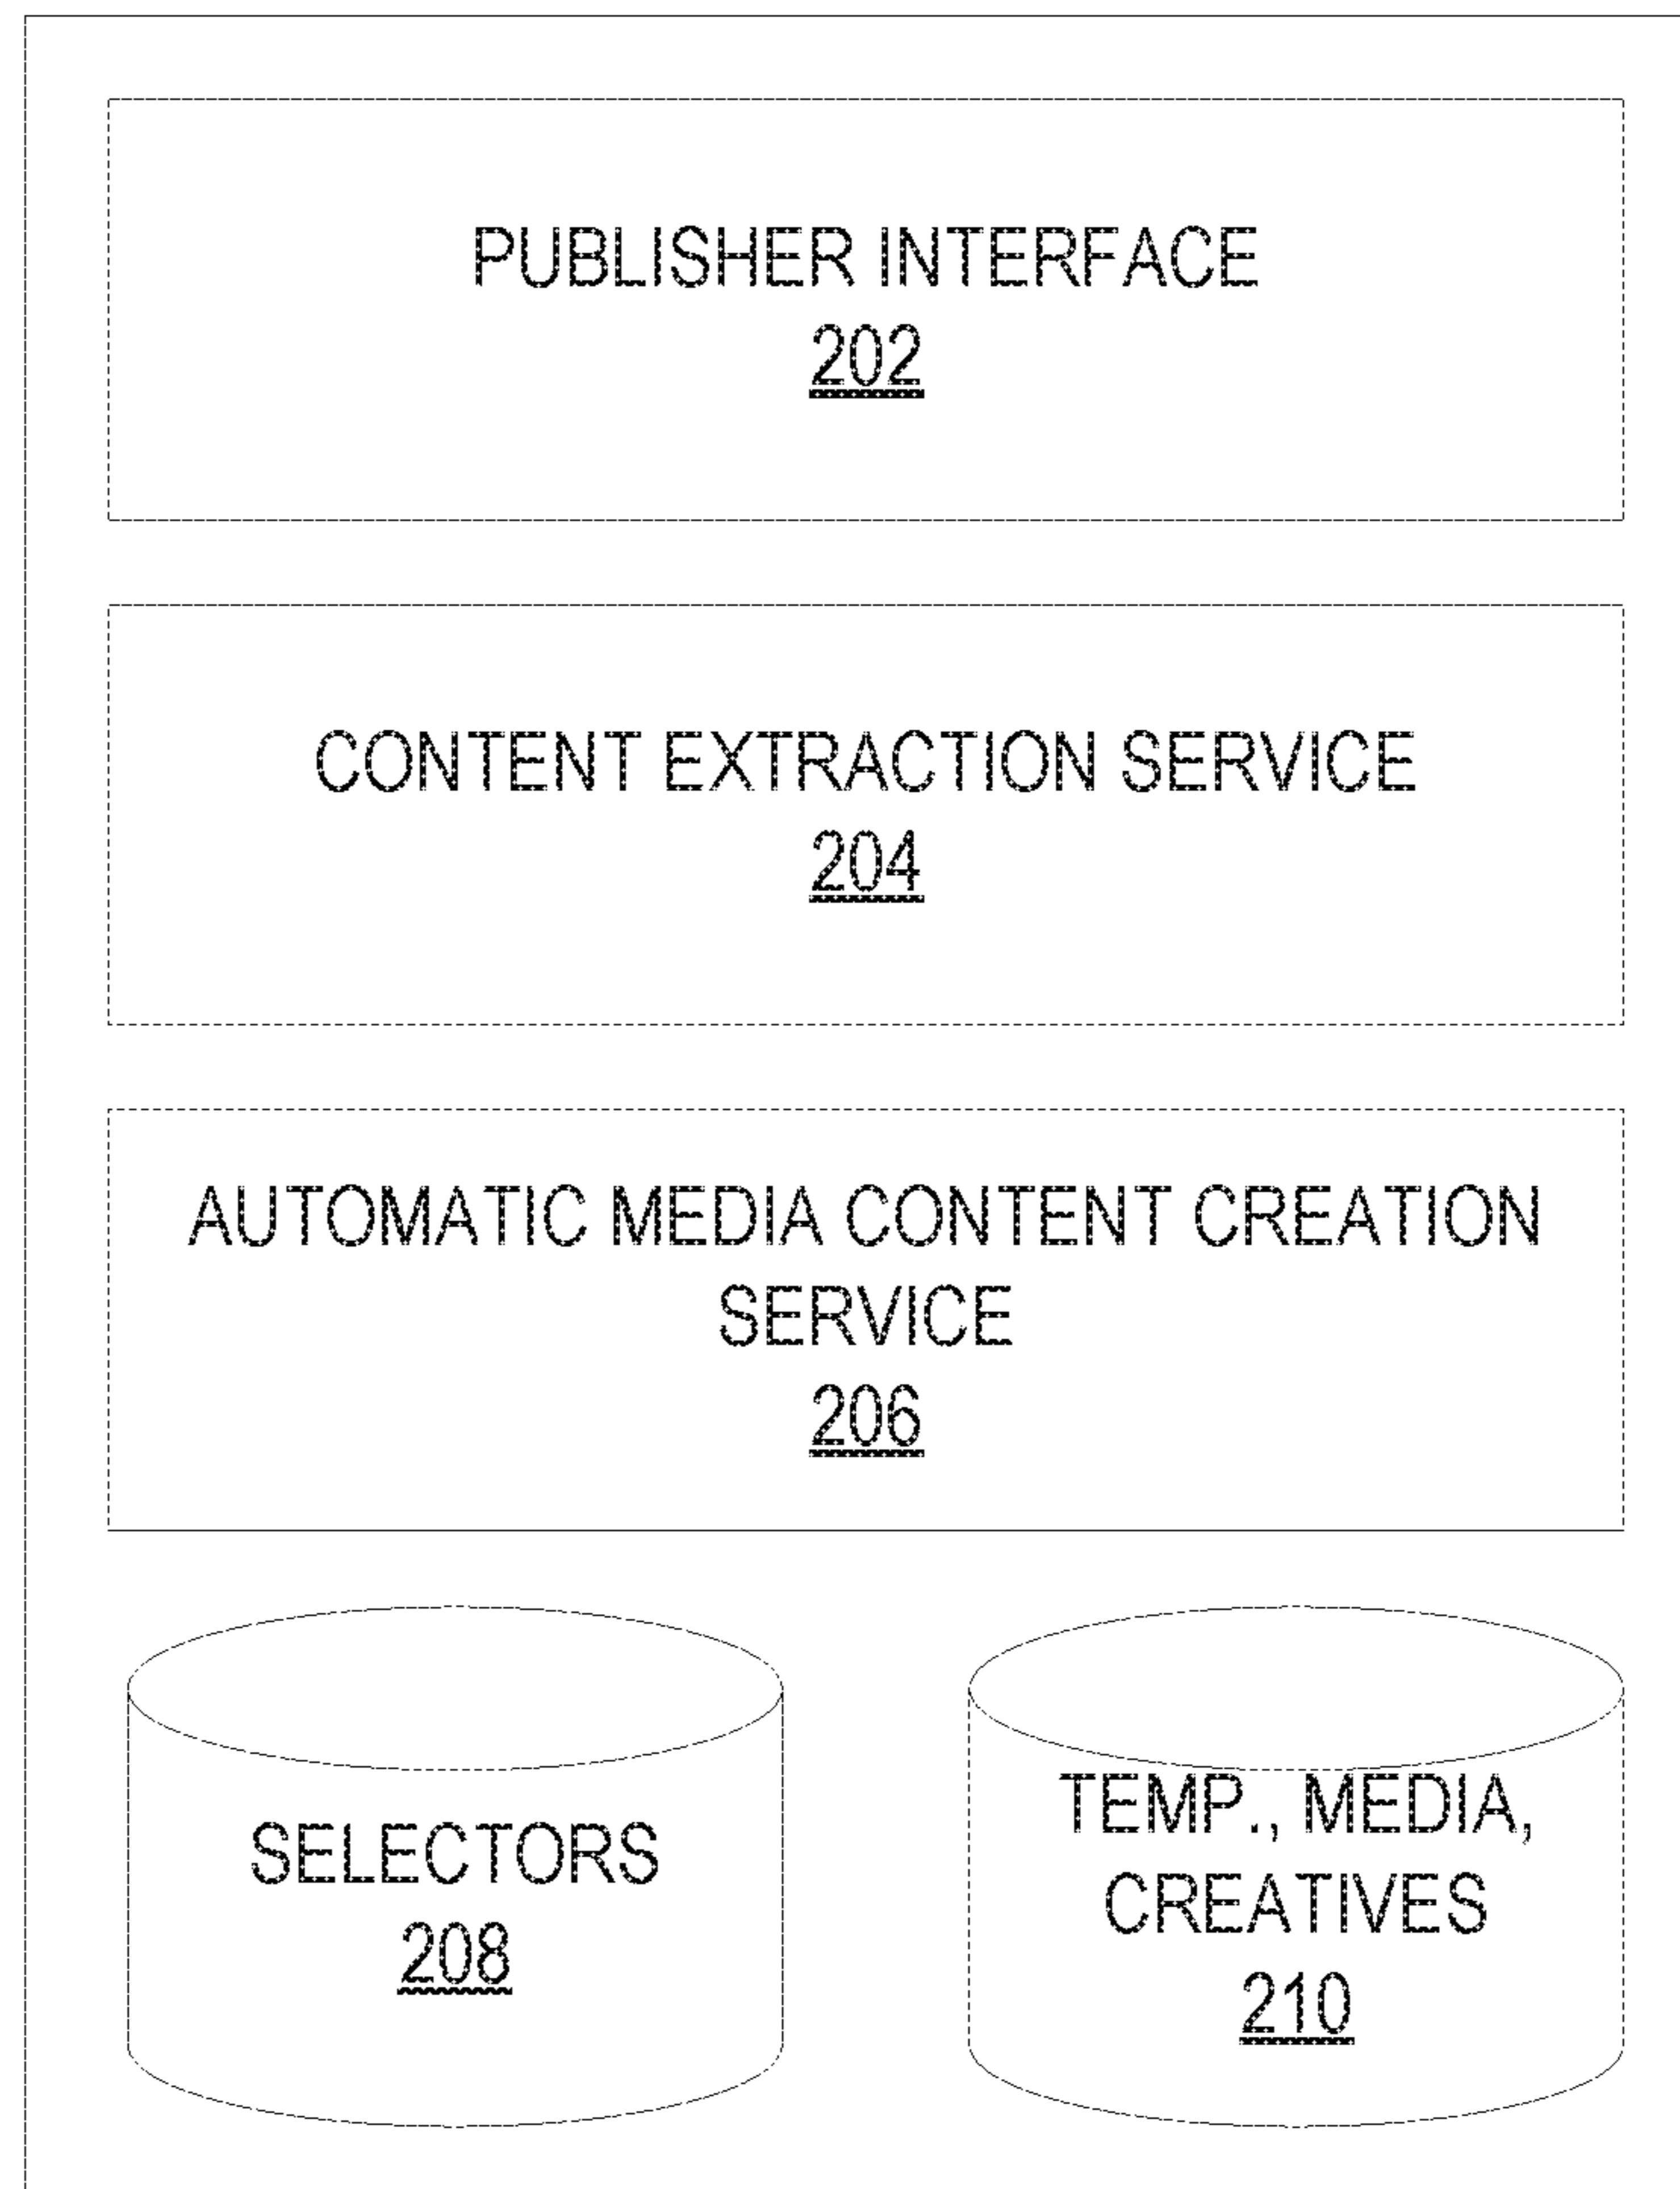 PUBLISHER INTERFACE
202
CONTENT EXTRACTION SERVICE
204
AUTOMATIC MEDIA CONTENT CREATION
SERVICE
206
SELECTORS
208
TEMP., MEDIA,
CREATIVES
210